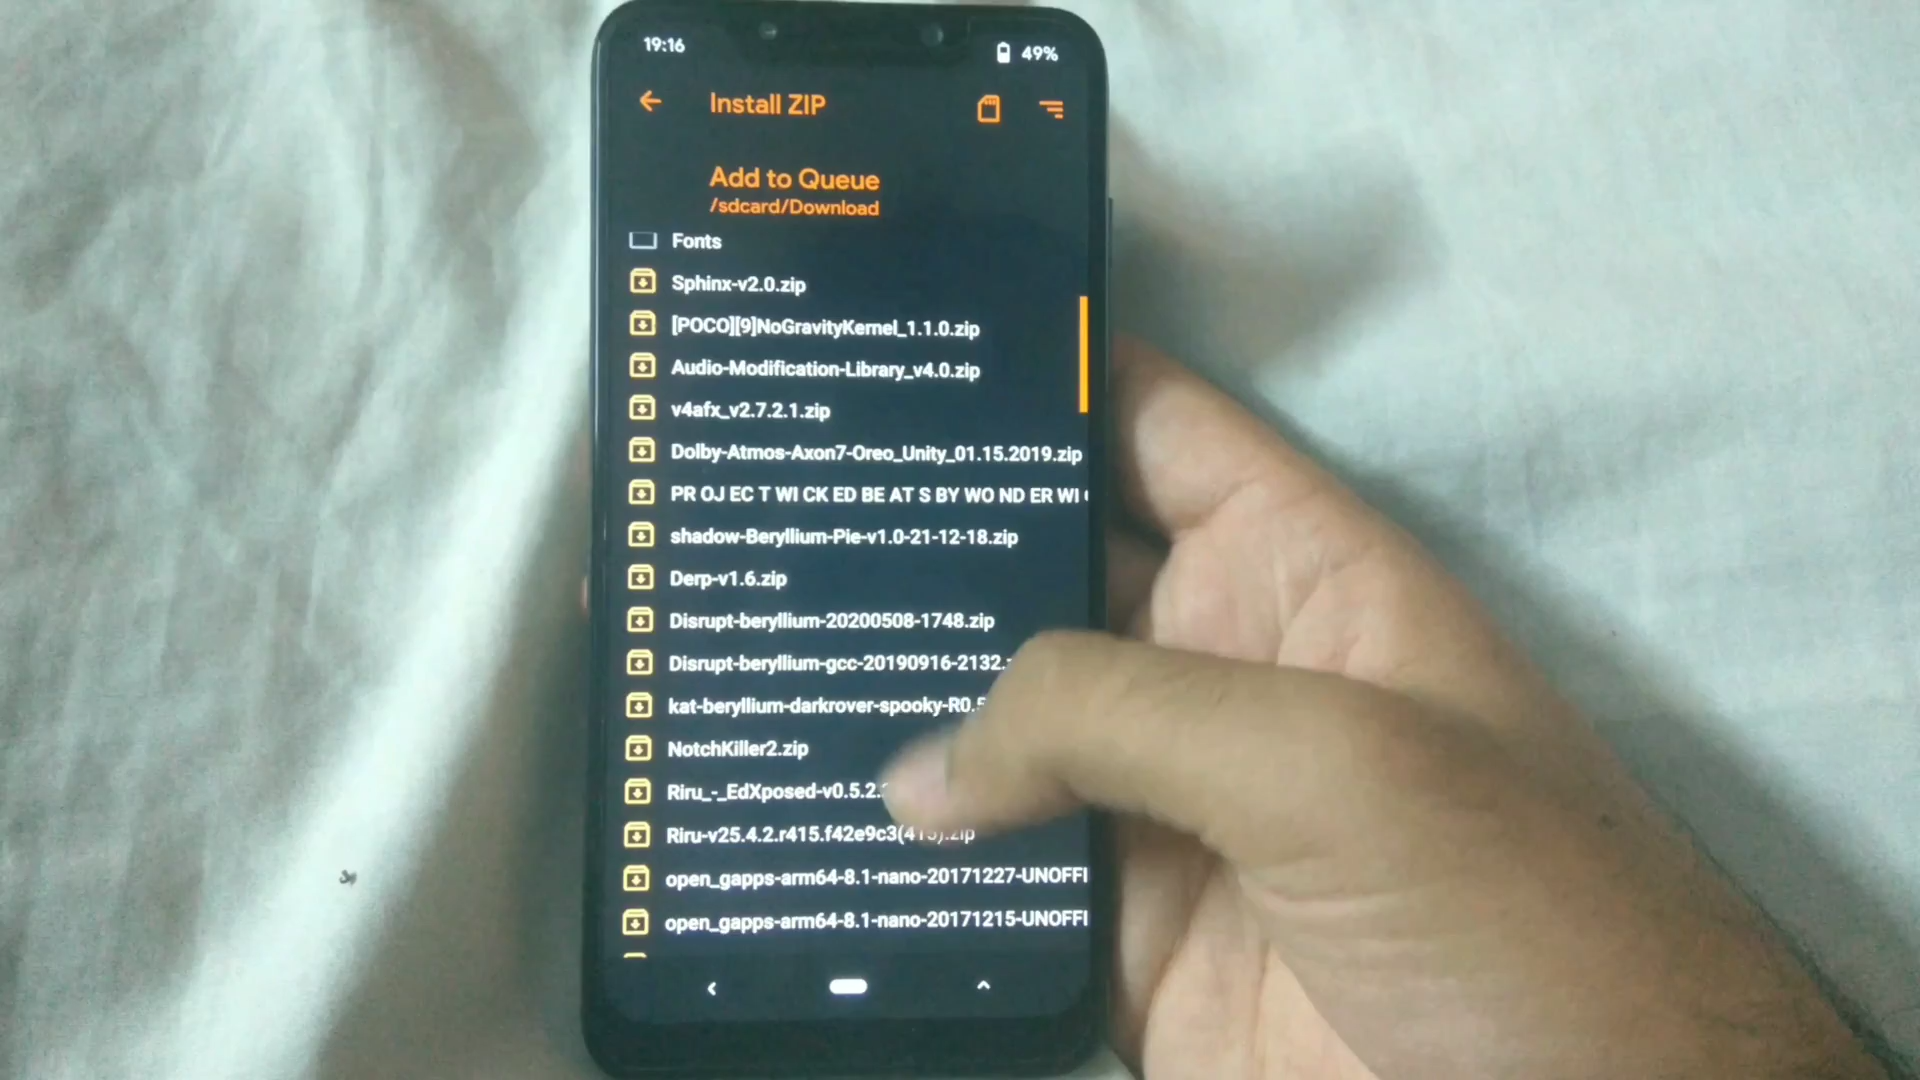 19:16
49%
Install ZIP
Add to Queue
/sdcard/Download
Fonts
Sphinx-v2.0.zip
[POCO][9]NoGravityKernel_1.1.0.zip
Audio-Modification-Library_v4.0.zip
v4afx_v2.7.2.1.zip
Dolby-Atmos-Axon7-Oreo_Unity_01.15.2019.zip
PR OJ EC T WI CK ED BE AT S BY WO ND ER WI
shadow-Beryllium-Pie-v1.0-21-12-18.zip
Derp-v1.6.zip
Disrupt-beryllium-20200508-1748.zip
Disrupt-beryllium-gcc-20190916-2132.
kat-beryllium-darkrover-spooky-R0.5
NotchKiller2.zip
Riru_-_EdXposed-v0.5.2.
Riru-v25.4.2.r415.f42e9c3(415).zip
open_gapps-arm64-8.1-nano-20171227-UNOFFI
open_gapps-arm64-8.1-nano-20171215-UNOFFI